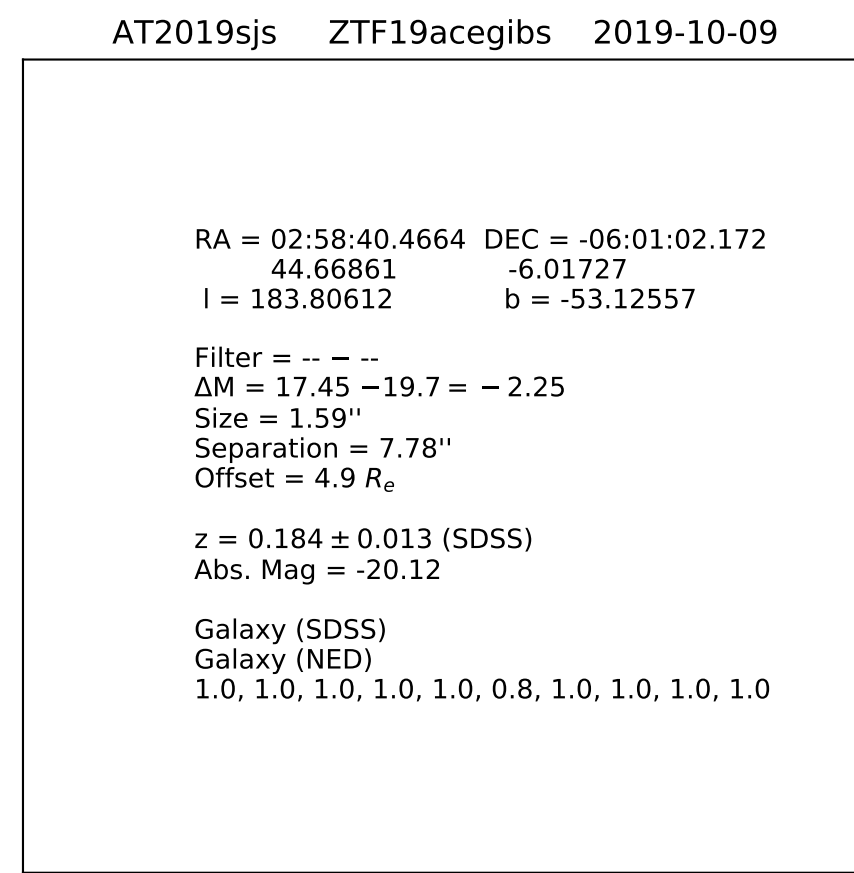 AT2019sjs ZTF19acegibs 2019-10-09
RA = 02:58:40.4664 DEC = -06:01:02.172
44.66861 -6.01727
l = 183.80612 b = -53.12557
Filter = -- − --
ΔM = 17.45 −19.7 = − 2.25
Size = 1.59''
Separation = 7.78''
Offset = 4.9 Re
z = 0.184 ± 0.013 (SDSS)
Abs. Mag = -20.12
Galaxy (SDSS)
Galaxy (NED)
1.0, 1.0, 1.0, 1.0, 1.0, 0.8, 1.0, 1.0, 1.0, 1.0